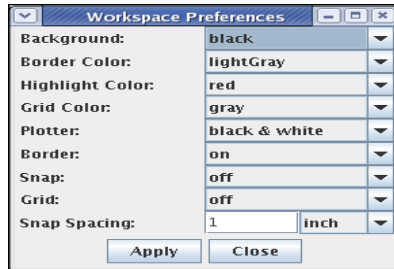 Workspace Preferences
Background: black
Border Color: lightGray
Highlight Color: red
Grid Color: gray
Plotter: black & white
Border: on
Snap: off
Grid: off
Snap Spacing: 1 inch
Apply Close